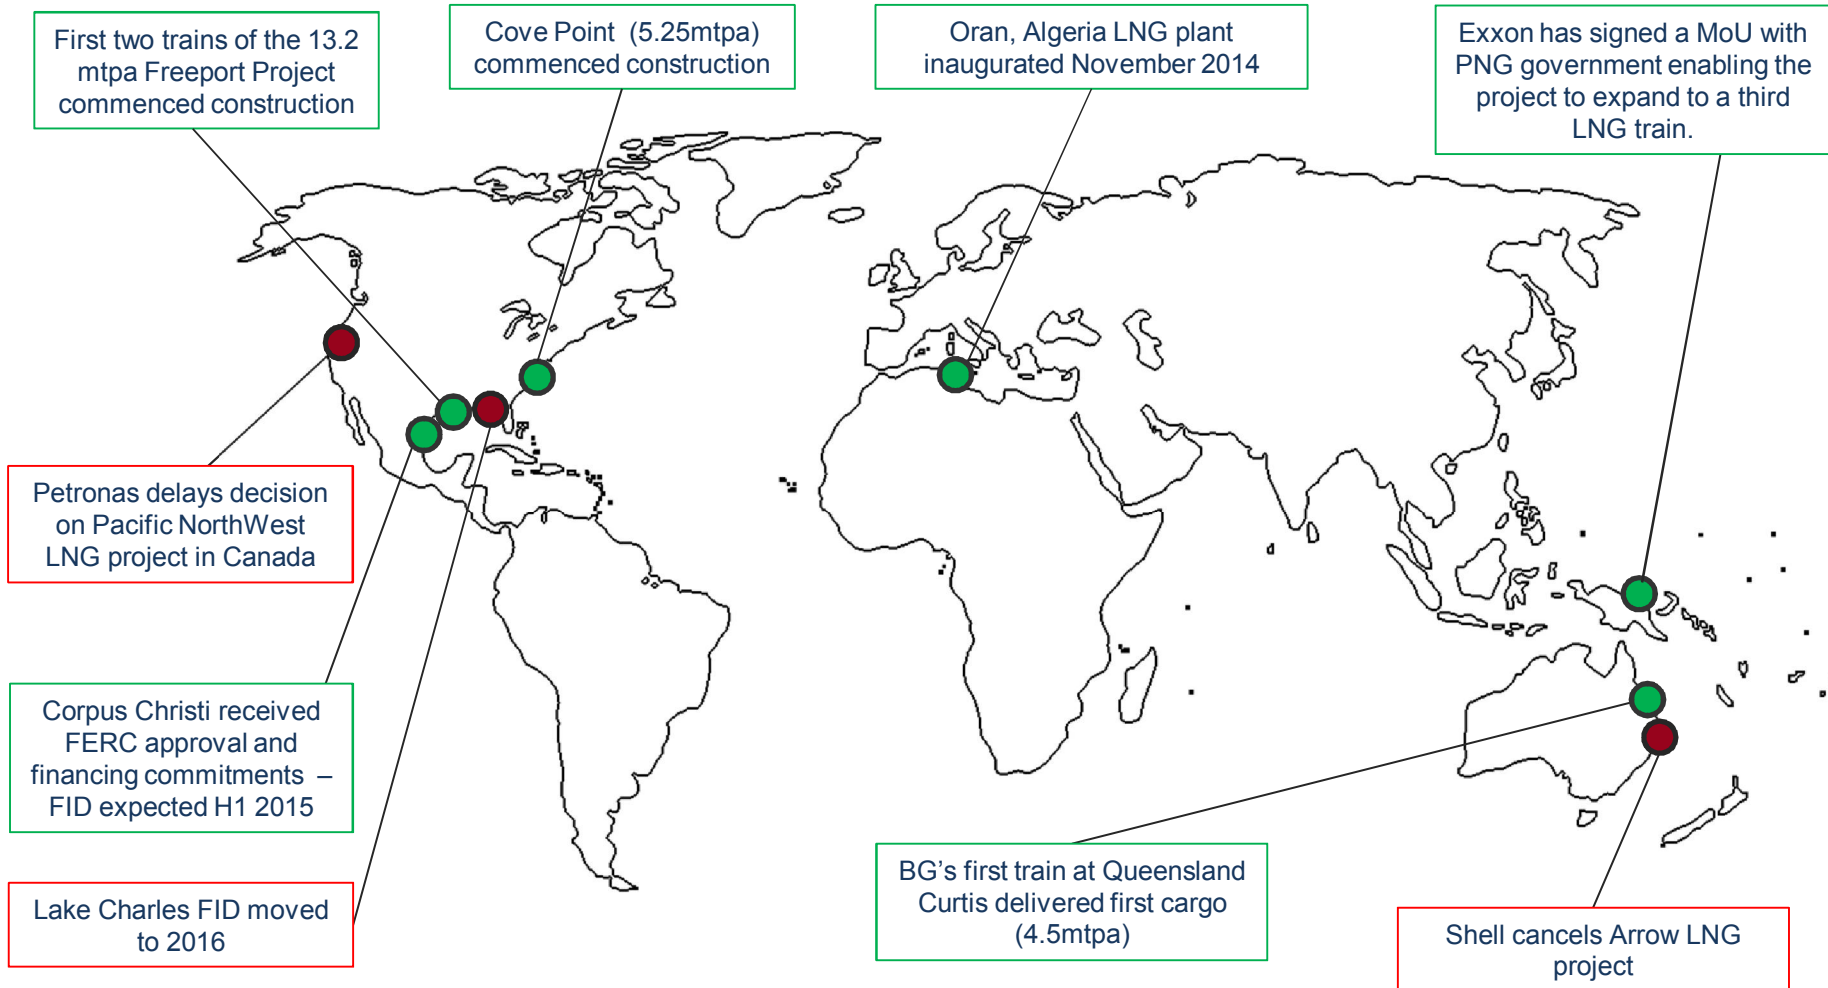 First two trains of the 13.2
mtpa Freeport Project
commenced construction
Cove Point (5.25mtpa)
commenced construction
Oran, Algeria LNG plant
inaugurated November 2014
Exxon has signed a MoU with
PNG government enabling the
project to expand to a third
LNG train.
Petronas delays decision
on Pacific NorthWest
LNG project in Canada
Corpus Christi received
FERC approval and
financing commitments –
FID expected H1 2015
Lake Charles FID moved
to 2016
BG’s first train at Queensland
Curtis delivered first cargo
(4.5mtpa)
Shell cancels Arrow LNG
project